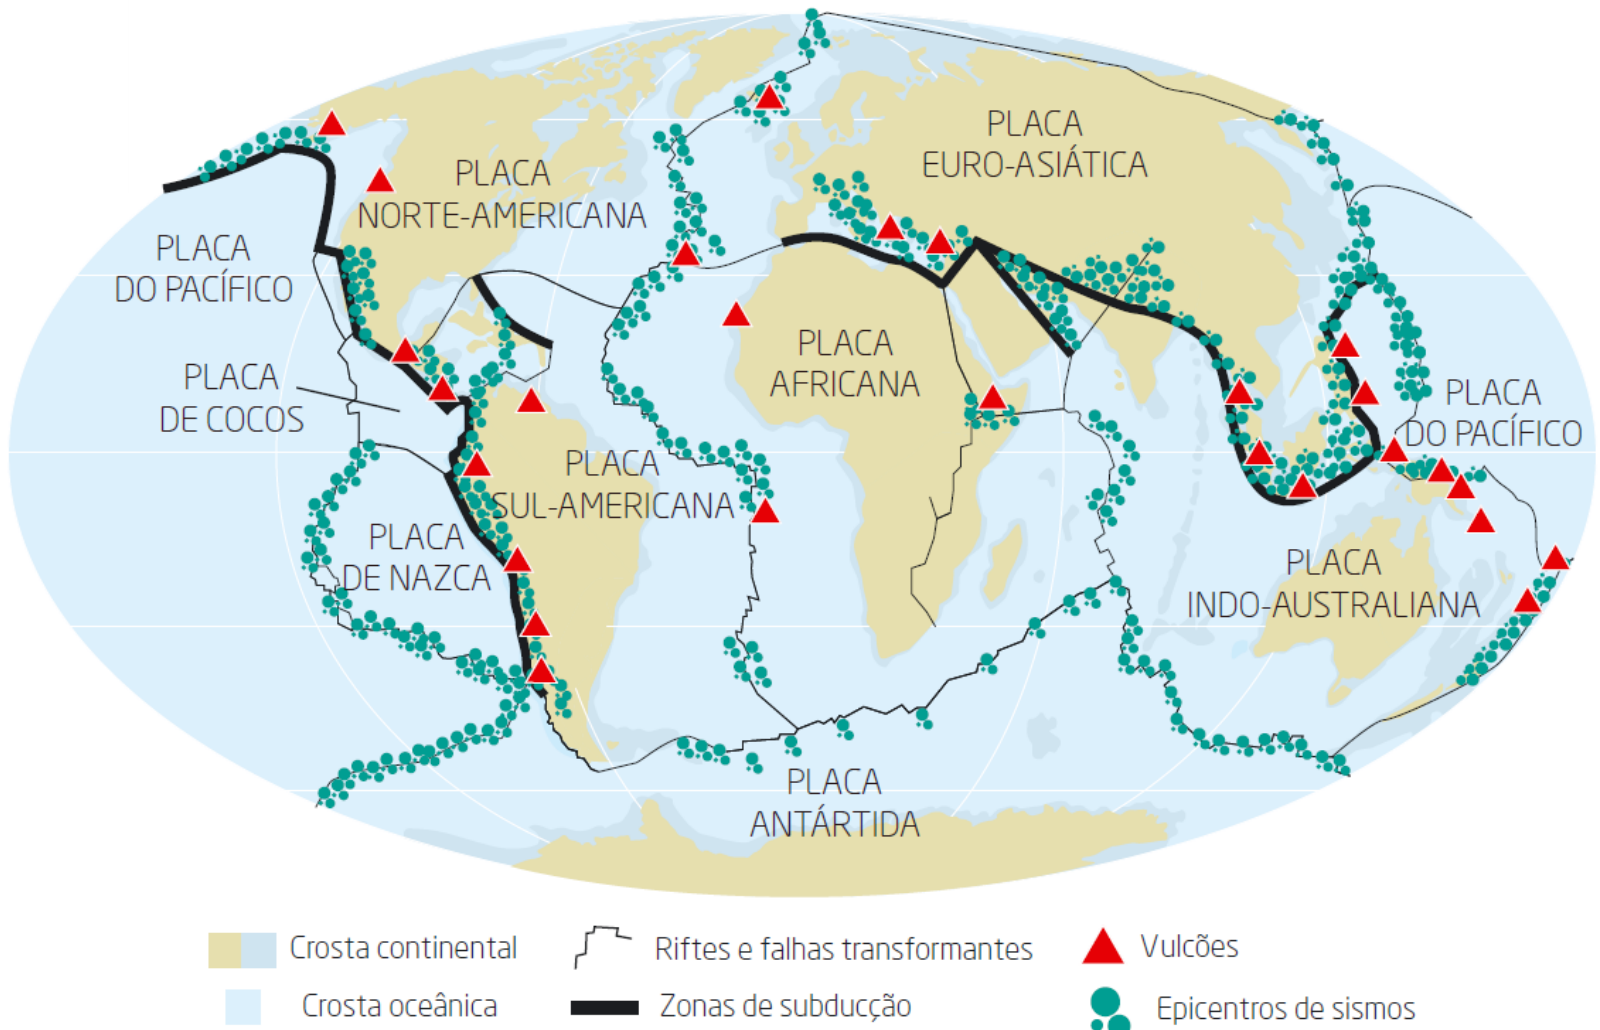 PLACA
EURO-ASIÁTICA
PLACA
NORTE-AMERICANA
PLACA
DO PACÍFICO
PLACA
AFRICANA
PLACA
DE COCOS
PLACA
DO PACÍFICO
PLACA
SUL-AMERICANA
PLACA
DE NAZCA
PLACA
INDO-AUSTRALIANA
PLACA
ANTÁRTIDA
Crosta continental
Riftes e falhas transformantes
Vulcões
Crosta oceânica
Zonas de subducção
Epicentros de sismos